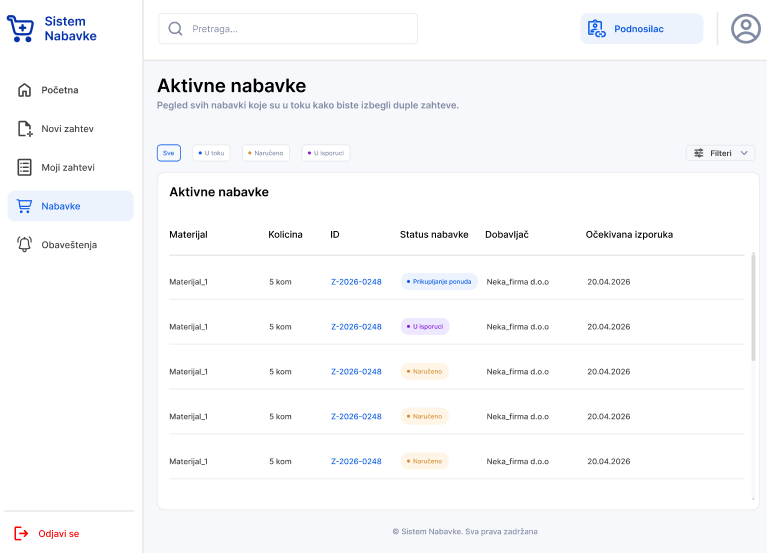 Sistem
Nabavke
Pretraga...
Podnosilac
Početna
Novi zahtev
Moji zahtevi
Nabavke
Obaveštenja
Odjavi se
Aktivne nabavke
Pegled svih nabavki koje su u toku kako biste izbegli duple zahteve.
Sve
U toku
Naručeno
U isporuci
Filteri
Aktivne nabavke
Materijal Kolicina ID Status nabavke Dobavljač Očekivana izporuka
Materijal_1 5 kom Z-2026-0248 Prikupljanje ponuda Neka_firma d.o.o 20.04.2026
Materijal_1 5 kom Z-2026-0248 U isporuci Neka_firma d.o.o 20.04.2026
Materijal_1 5 kom Z-2026-0248 Naručeno Neka_firma d.o.o 20.04.2026
Materijal_1 5 kom Z-2026-0248 Naručeno Neka_firma d.o.o 20.04.2026
Materijal_1 5 kom Z-2026-0248 Naručeno Neka_firma d.o.o 20.04.2026
© Sistem Nabavke. Sva prava zadržana